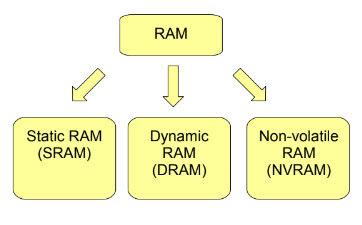 RAM
Static RAM
(SRAM)
Dynamic
RAM
(DRAM)
Non-volatile
RAM
(NVRAM)